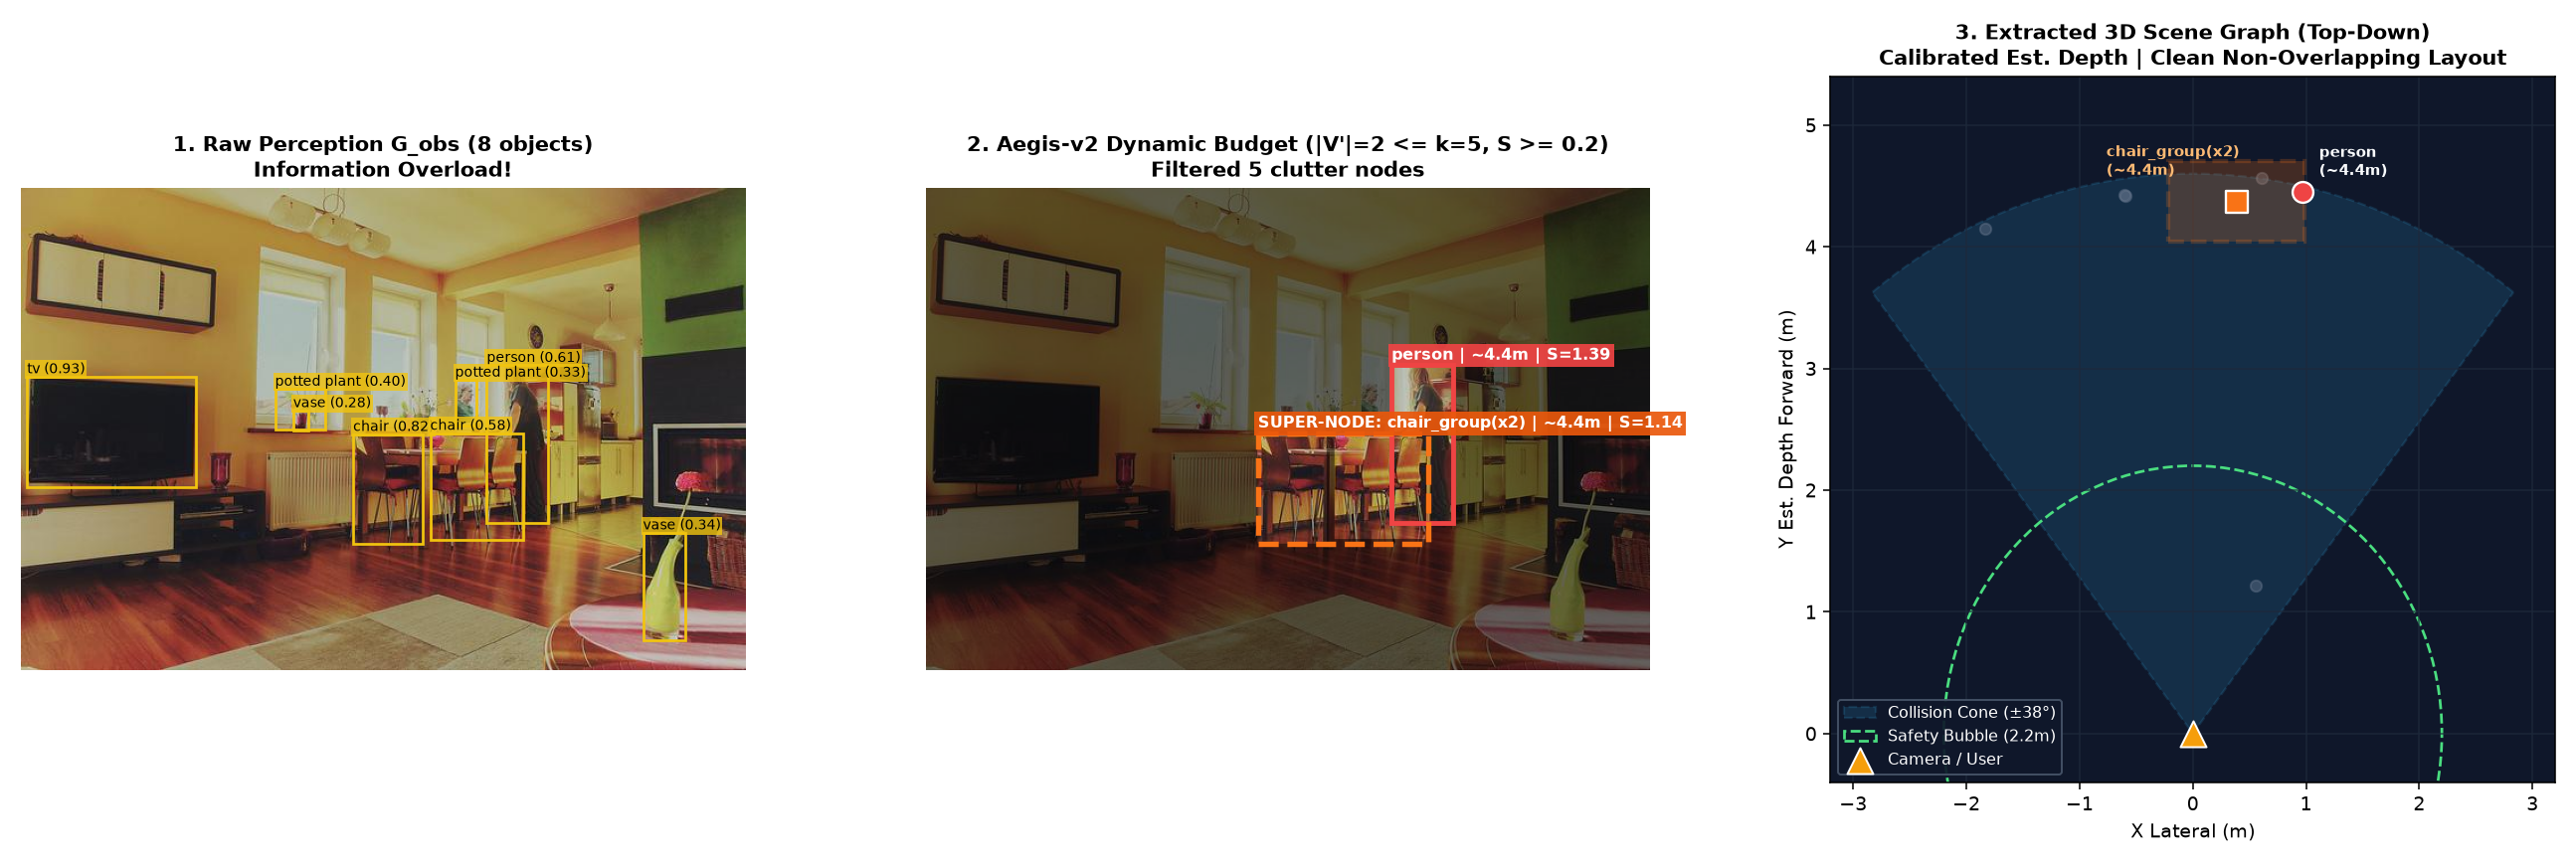 1. Raw Perception G_obs (8 objects)
Information Overload!
tv (0.93)
person (0.61)
potted plant (0.33)
potted plant (0.40)
vase (0.28)
chair (0.82
chair (0.58)
vase (0.34)
2. Aegis-v2 Dynamic Budget (|V'|=2 <= k=5, S >= 0.2)
Filtered 5 clutter nodes
person | ~4.4m | S=1.39
SUPER-NODE: chair_group(x2) | ~4.4m | S=1.14
3. Extracted 3D Scene Graph (Top-Down)
Calibrated Est. Depth | Clean Non-Overlapping Layout
chair_group(x2)
(~4.4m)
person
(~4.4m)
Y Est. Depth Forward (m)
5
4
3
2
1
0
Collision Cone (±38°)
Safety Bubble (2.2m)
Camera / User
−3
−2
−1
0
1
2
3
X Lateral (m)